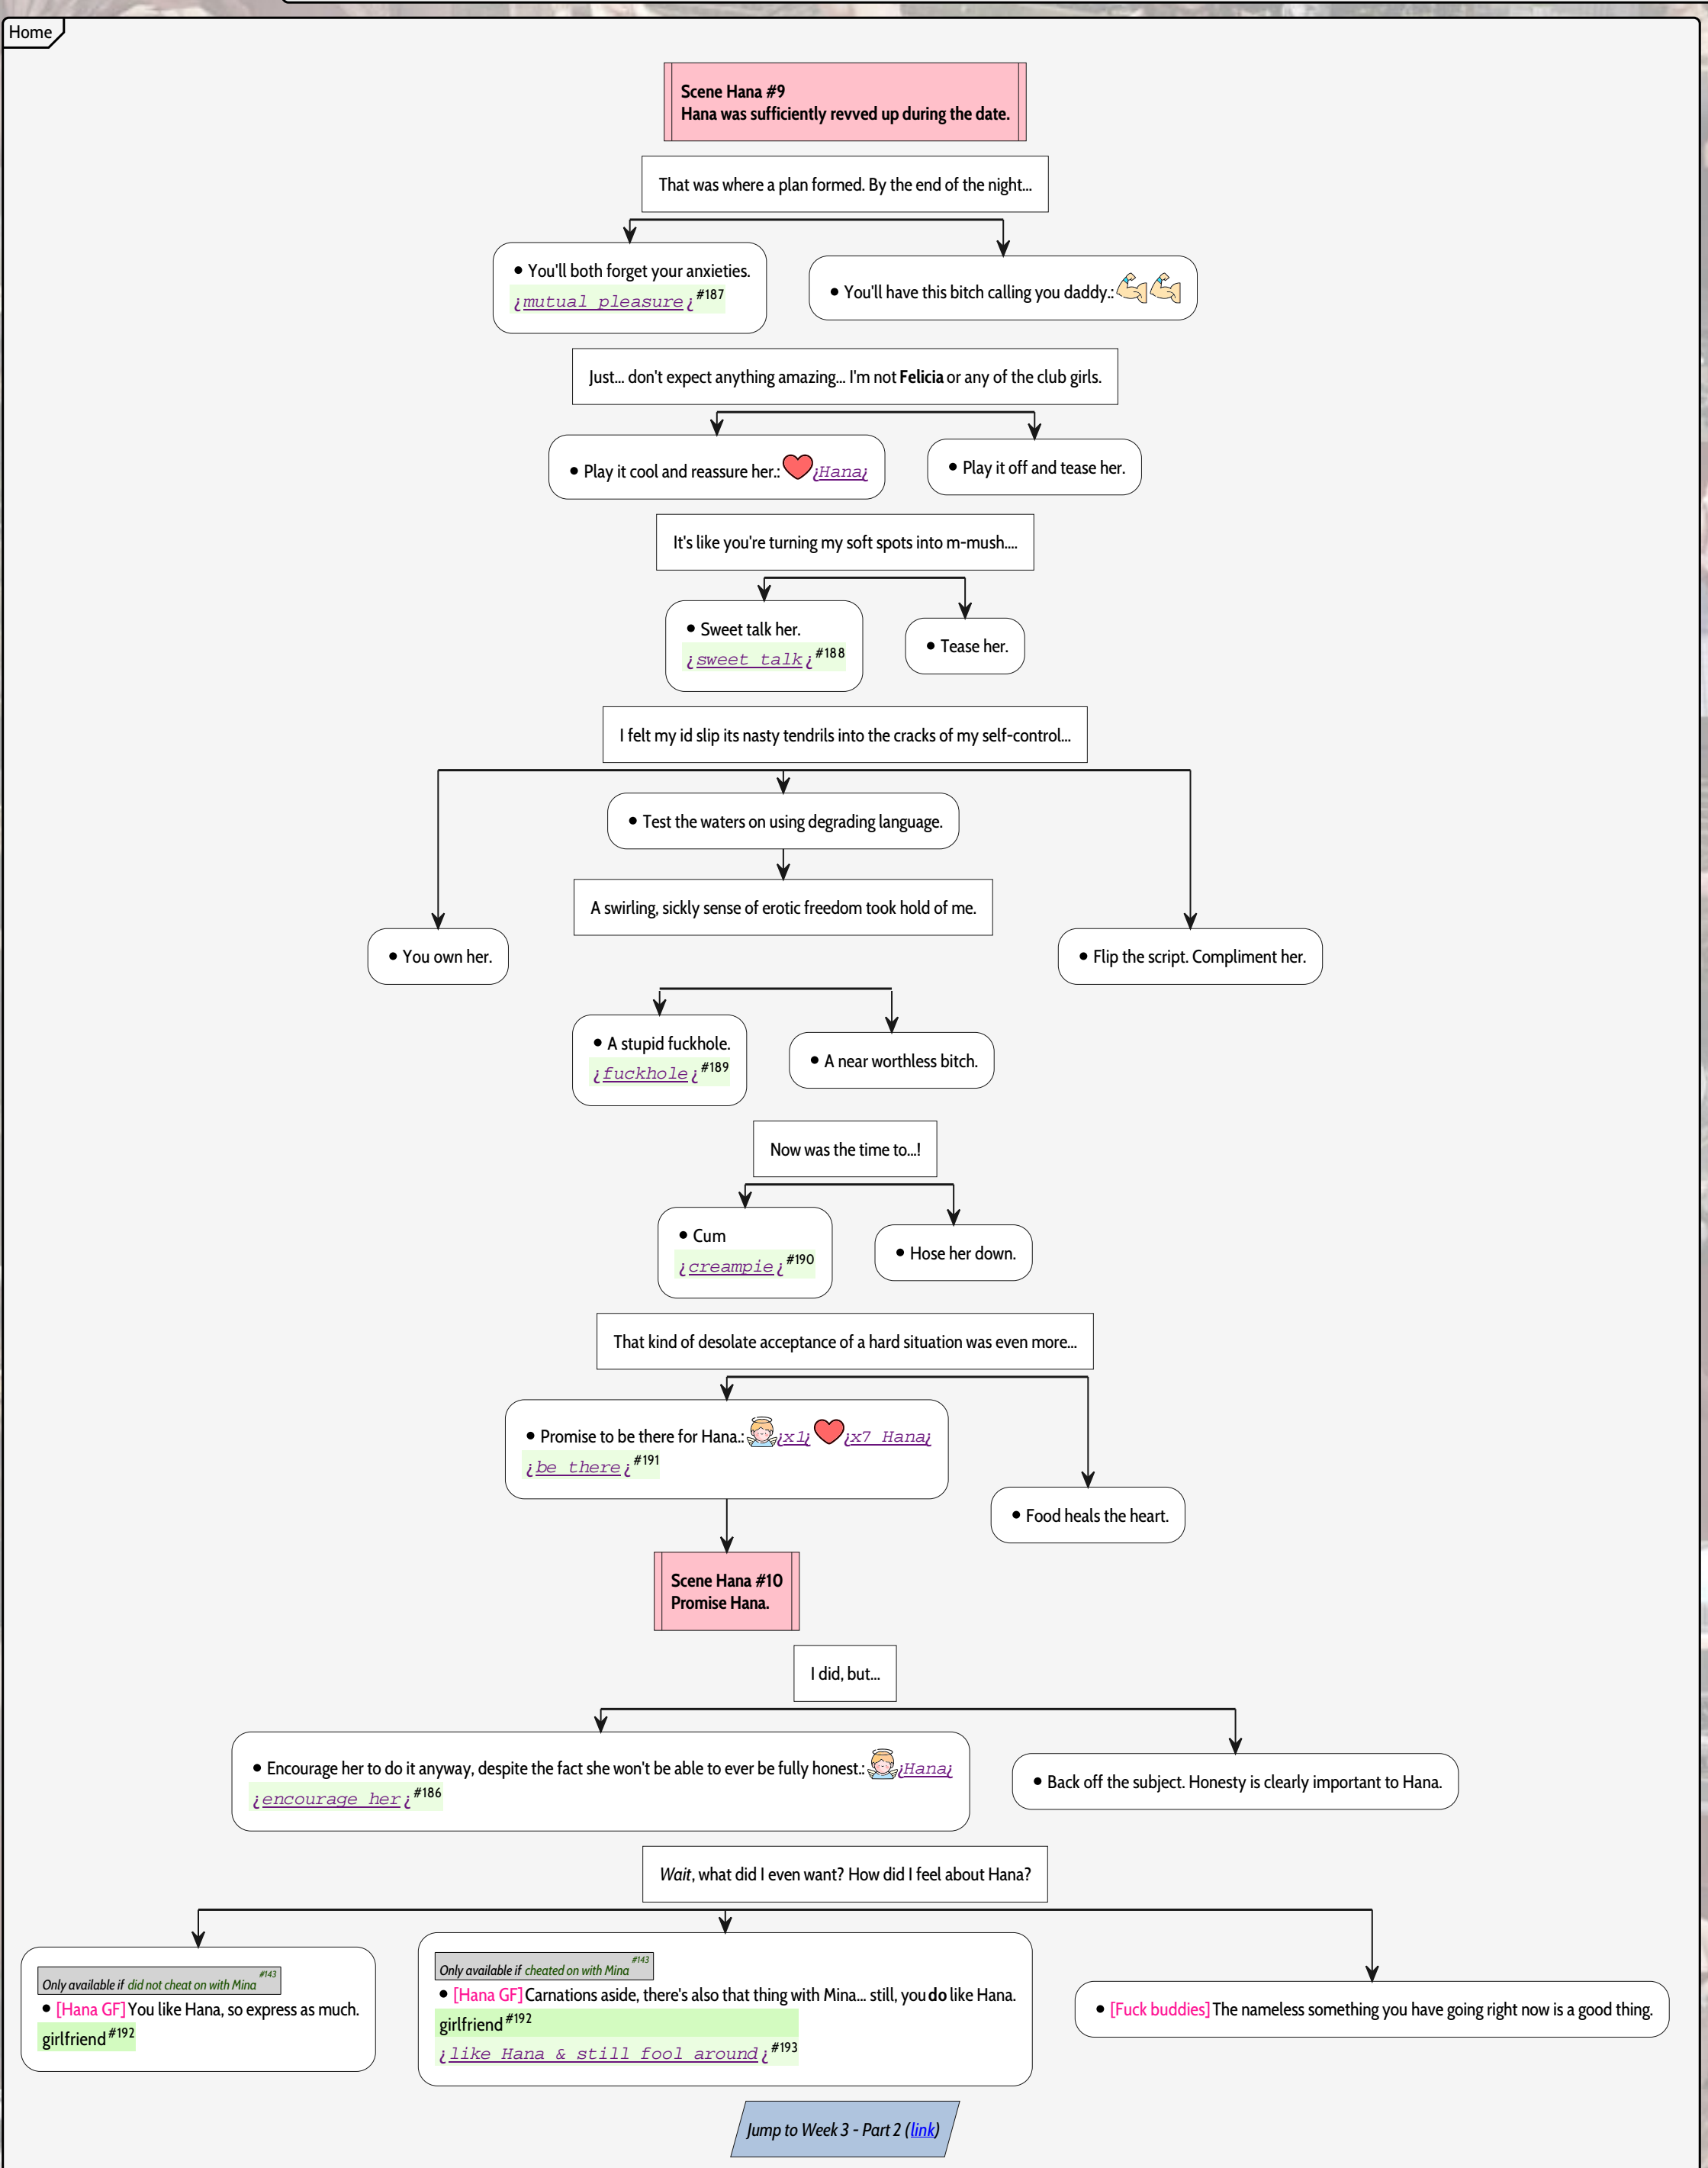 Home
Scene Hana #9
Hana was sufficiently revved up during the date.
That was where a plan formed. By the end of the night...
• You'll both forget your anxieties.
¿mutual pleasure¿#187
• You'll have this bitch calling you daddy.:
Just... don't expect anything amazing... I'm not Felicia or any of the club girls.
• Play it cool and reassure her.: ¿Hana¿
• Play it off and tease her.
It's like you're turning my soft spots into m-mush....
• Sweet talk her.
¿sweet talk¿#188
• Tease her.
I felt my id slip its nasty tendrils into the cracks of my self-control...
• Test the waters on using degrading language.
A swirling, sickly sense of erotic freedom took hold of me.
• You own her.
• Flip the script. Compliment her.
• A stupid fuckhole.
¿fuckhole¿#189
• A near worthless bitch.
Now was the time to...!
• Cum
¿creampie¿#190
• Hose her down.
That kind of desolate acceptance of a hard situation was even more...
• Promise to be there for Hana.: ¿x1¿ ¿x7 Hana¿
¿be there¿#191
• Food heals the heart.
Scene Hana #10
Promise Hana.
I did, but...
• Encourage her to do it anyway, despite the fact she won't be able to ever be fully honest.: ¿Hana¿
¿encourage her¿#186
• Back off the subject. Honesty is clearly important to Hana.
Wait, what did I even want? How did I feel about Hana?
Only available if did not cheat on with Mina #143
• [Hana GF] You like Hana, so express as much.
girlfriend#192
Only available if cheated on with Mina #143
• [Hana GF] Carnations aside, there's also that thing with Mina... still, you do like Hana.
girlfriend#192
¿like Hana & still fool around¿#193
• [Fuck buddies] The nameless something you have going right now is a good thing.
Jump to Week 3 - Part 2 (link)